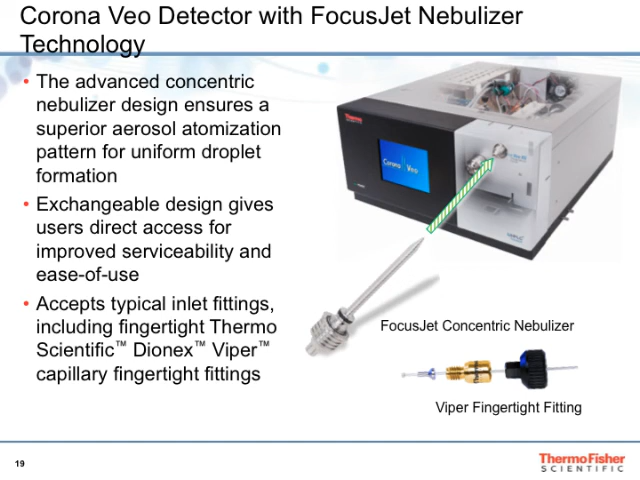 Corona Veo Detector with FocusJet Nebulizer
Technology
• The advanced concentric
nebulizer design ensures a
superior aerosol atomization
pattern for uniform droplet
formation
• Exchangeable design gives
users direct access for
improved serviceability and
ease-of-use
• Accepts typical inlet fittings,
including fingertight Thermo
Scientific™ Dionex™ Viper™
capillary fingertight fittings
Thermo
Corona Veo
FocusJet Concentric Nebulizer
Viper Fingertight Fitting
19
ThermoFisher
SCIENTIFIC